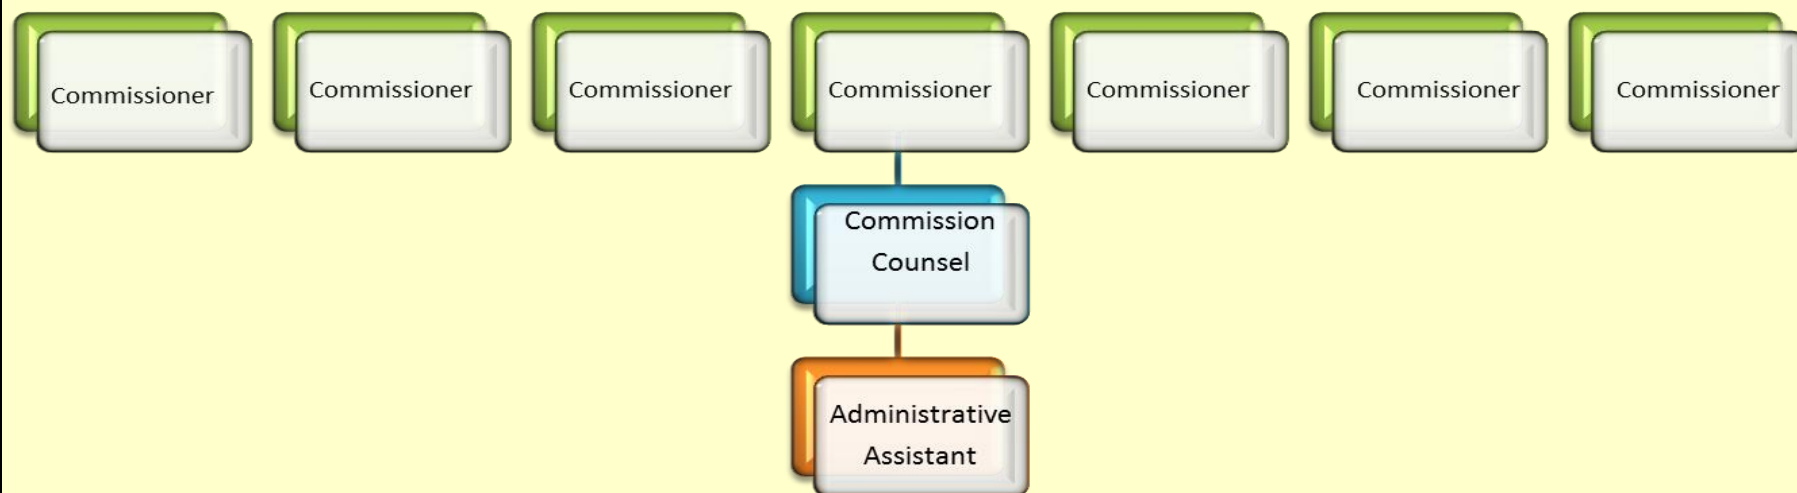 Commissioner
Commissioner
Commissioner
Commissioner
Commissioner
Commissioner
Commissioner
Commission
Counsel
Administrative
Assistant